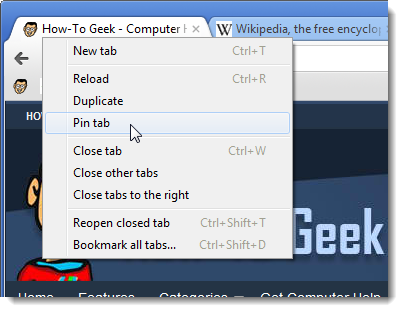 How-To Geek - Computer H
Wikipedia, the free encyclop
New tab Ctrl+T
Reload Ctrl+R
HO
Duplicate
Pin tab
Close tab Ctrl+W
Close other tabs
Close tabs to the right
Reopen closed tab Ctrl+Shift+T
Geek
Bookmark all tabs... Ctrl+Shift+D
Home Features Categories Get Computer Help